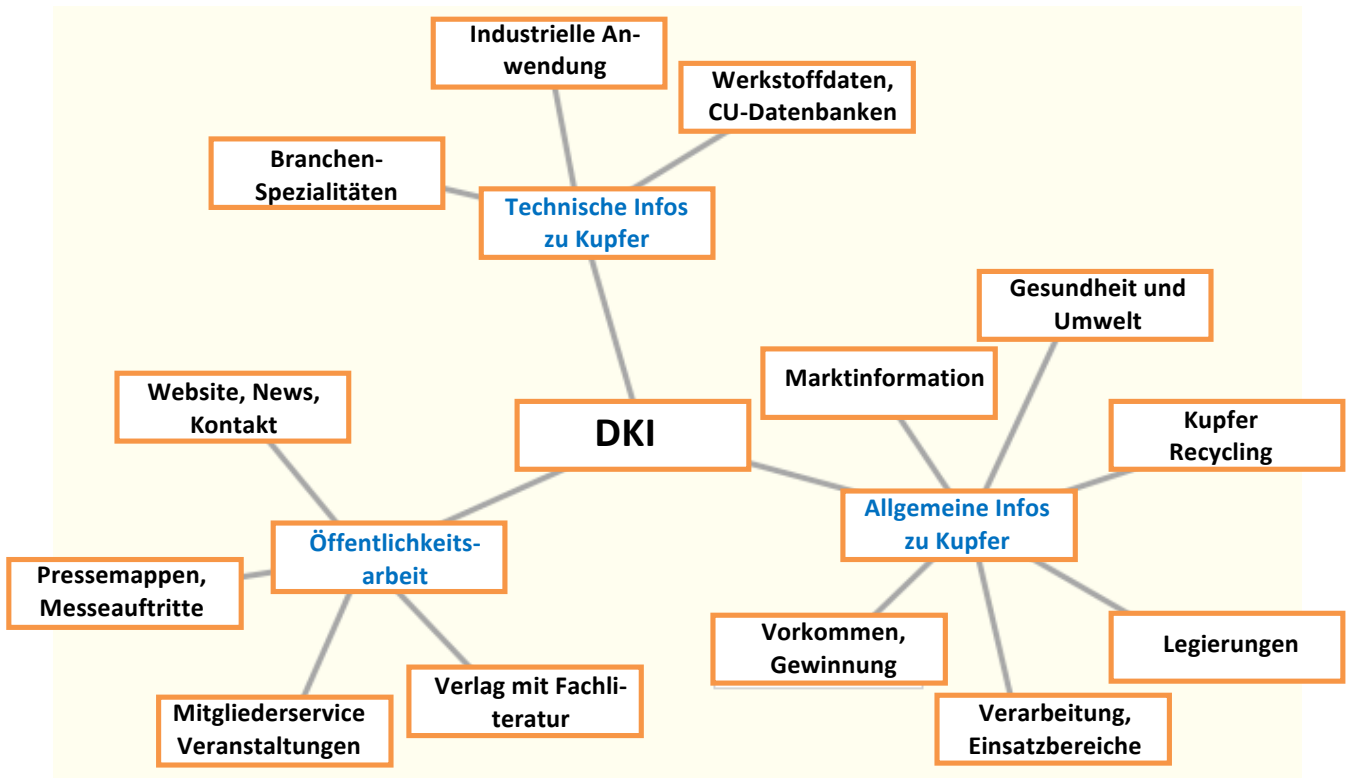 Industrielle An-
wendung
Werkstoffdaten,
CU-Datenbanken
Branchen-
Spezialitäten
Technische Infos
zu Kupfer
Gesundheit und
Umwelt
Marktinformation
Website, News,
Kontakt
DKI
Kupfer
Recycling
Allgemeine Infos
zu Kupfer
Öffentlichkeits-
arbeit
Pressemappen,
Messeauftritte
Vorkommen,
Gewinnung
Legierungen
Verlag mit Fachli-
teratur
Mitgliederservice
Veranstaltungen
Verarbeitung,
Einsatzbereiche